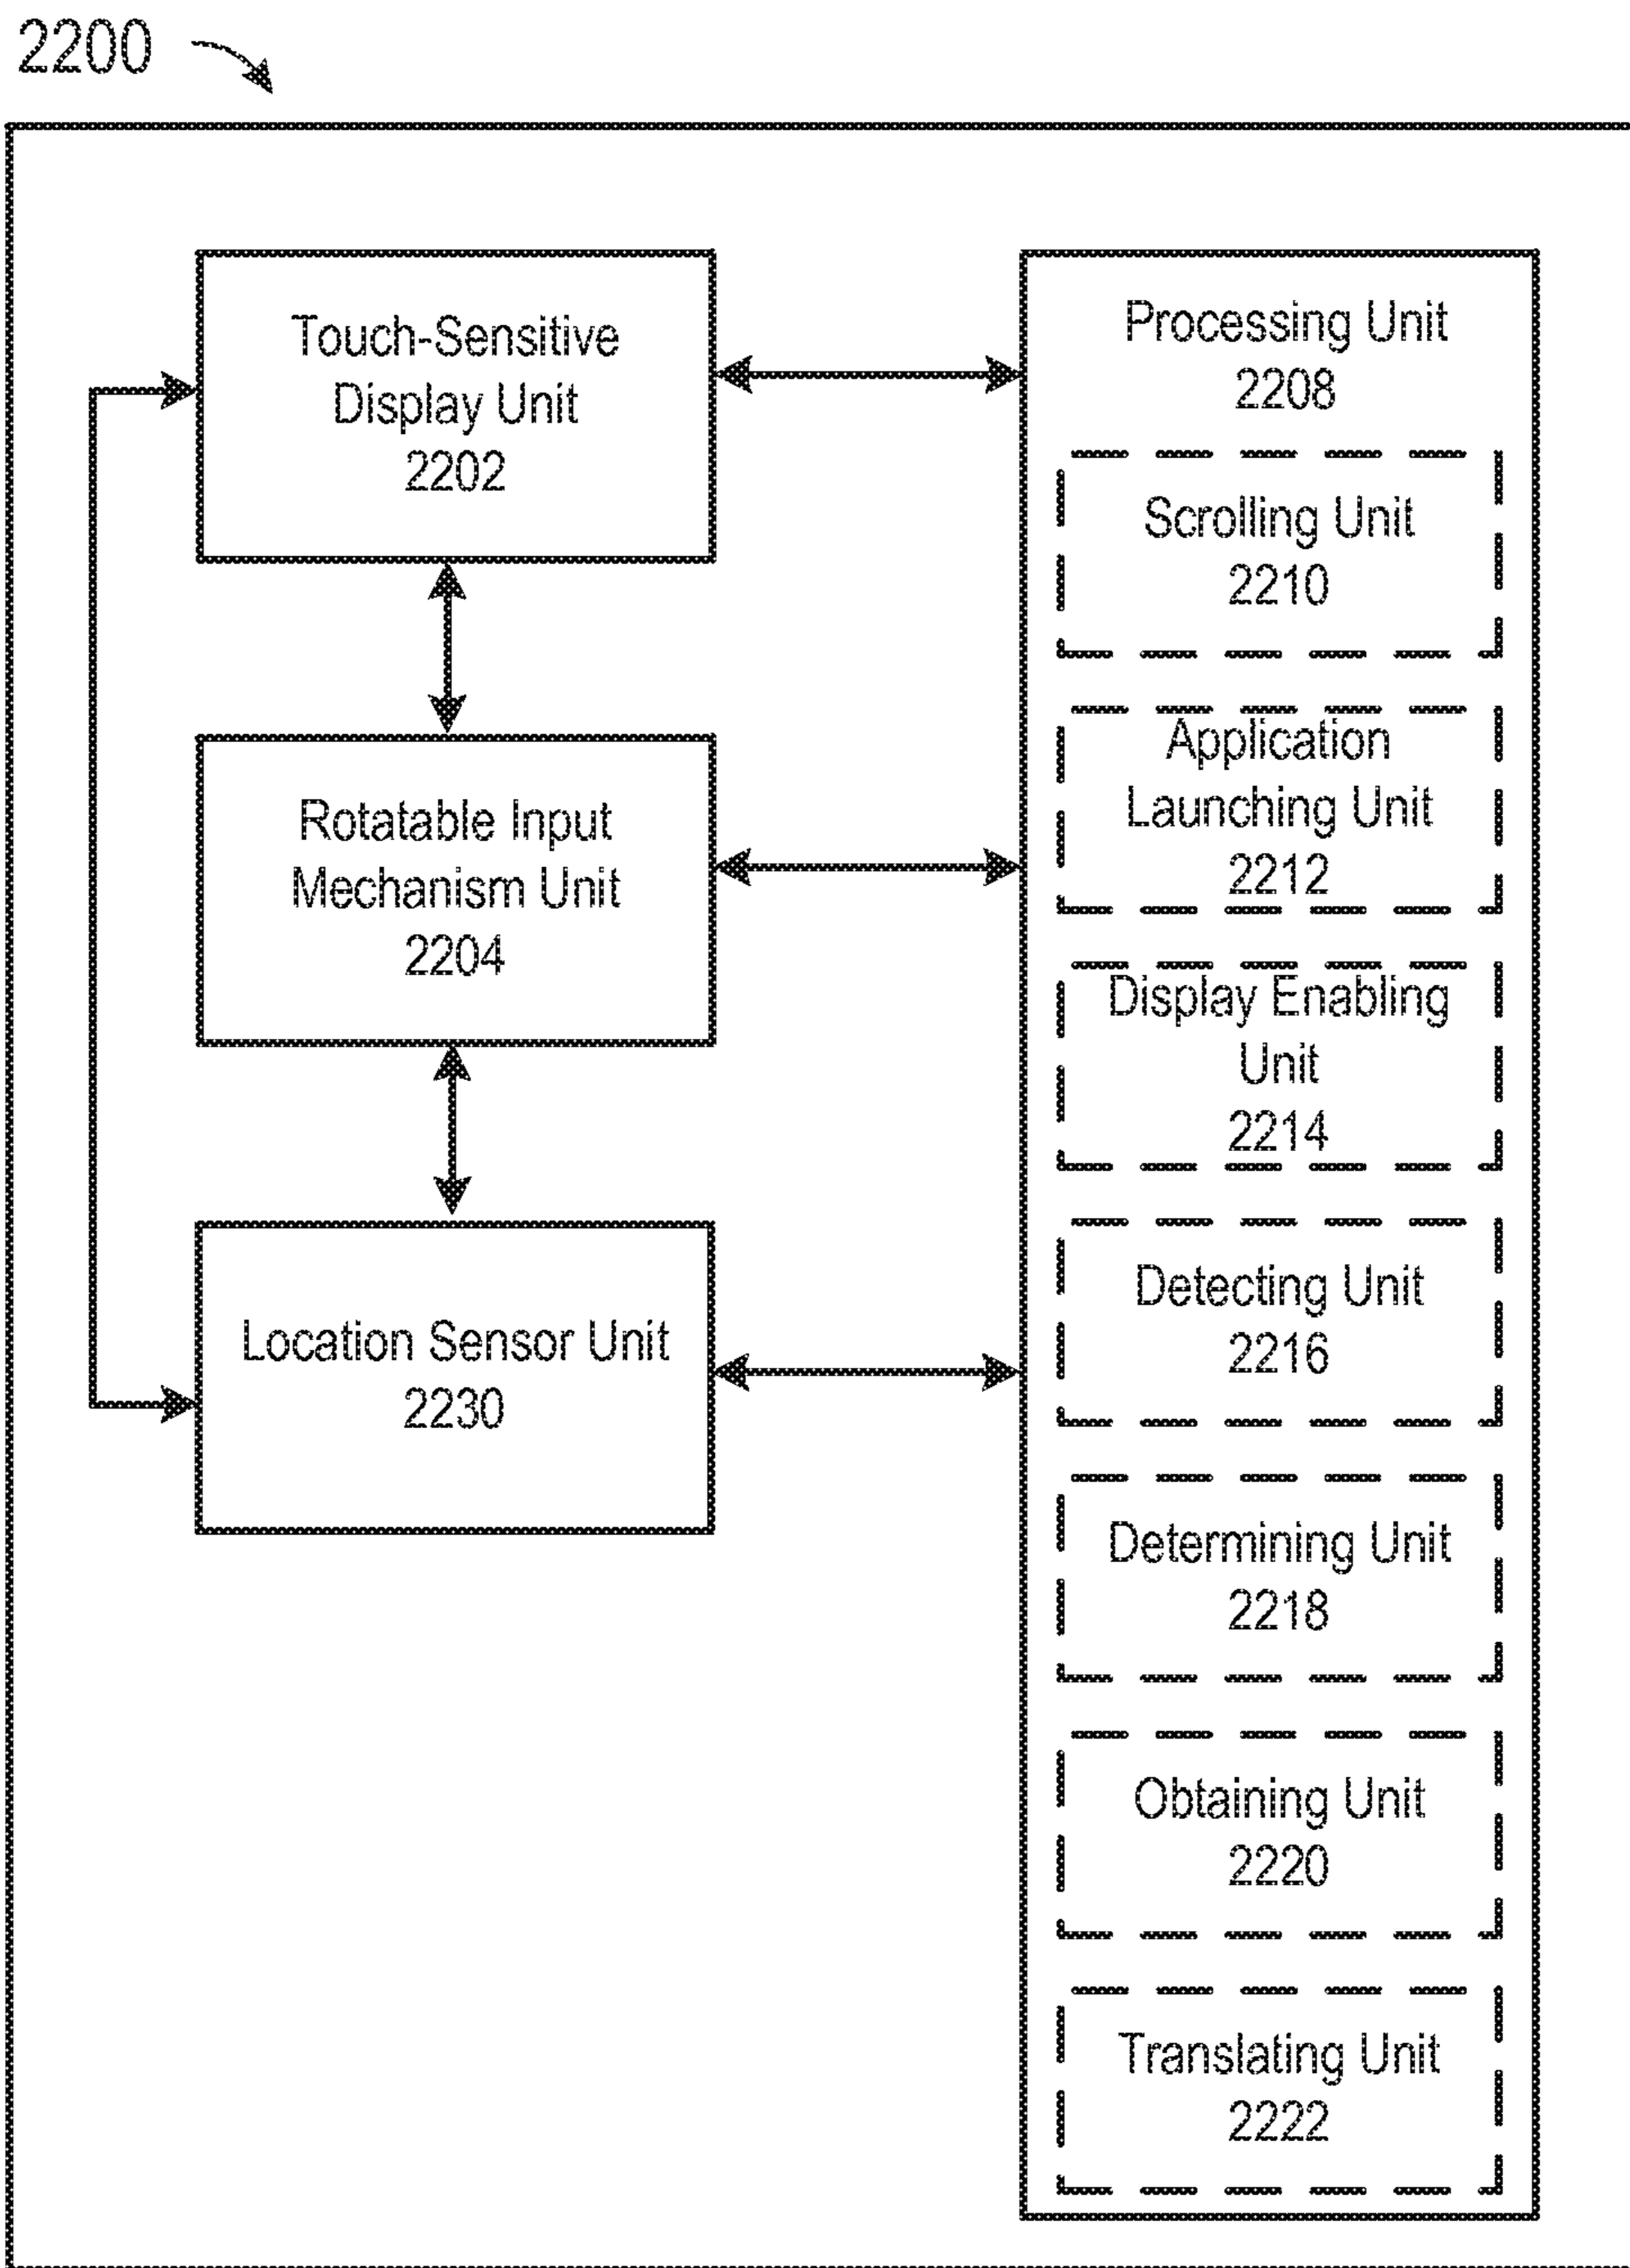 2200
Touch-Sensitive
Display Unit
2202
Rotatable Input
Mechanism Unit
2204
Location Sensor Unit
2230
Processing Unit
2208
Scrolling Unit
2210
Application
Launching Unit
2212
Display Enabling
Unit
2214
Detecting Unit
2216
Determining Unit
2218
Obtaining Unit
2220
Translating Unit
2222